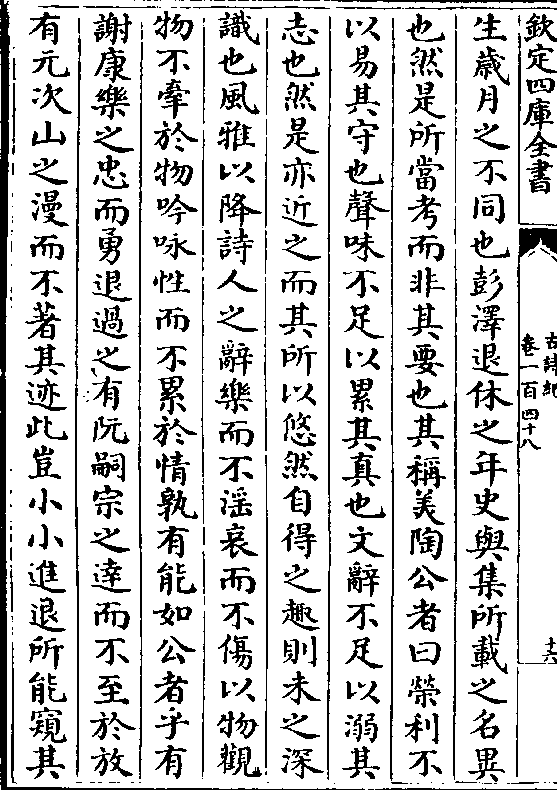 欽定四庫全書
古詩紀
卷一百四十八
十六
生歲月之不同也彭澤退休之年史與集所載之名異
也然是所當考而非其要也其稱美陶公者曰榮利不
以易其守也聲味不足以累其真也文辭不足以溺其
志也然是亦近之而其所以悠然自得之趣則未之深
識也風雅以降詩人之辭樂而不淫哀而不傷以物觀
物不牽於物吟咏性而不累於情孰有能如公者乎有
謝康樂之忠而勇退過之有阮嗣宗之達而不至於放
有元次山之漫而不著其迹此豈小小進退所能窺其